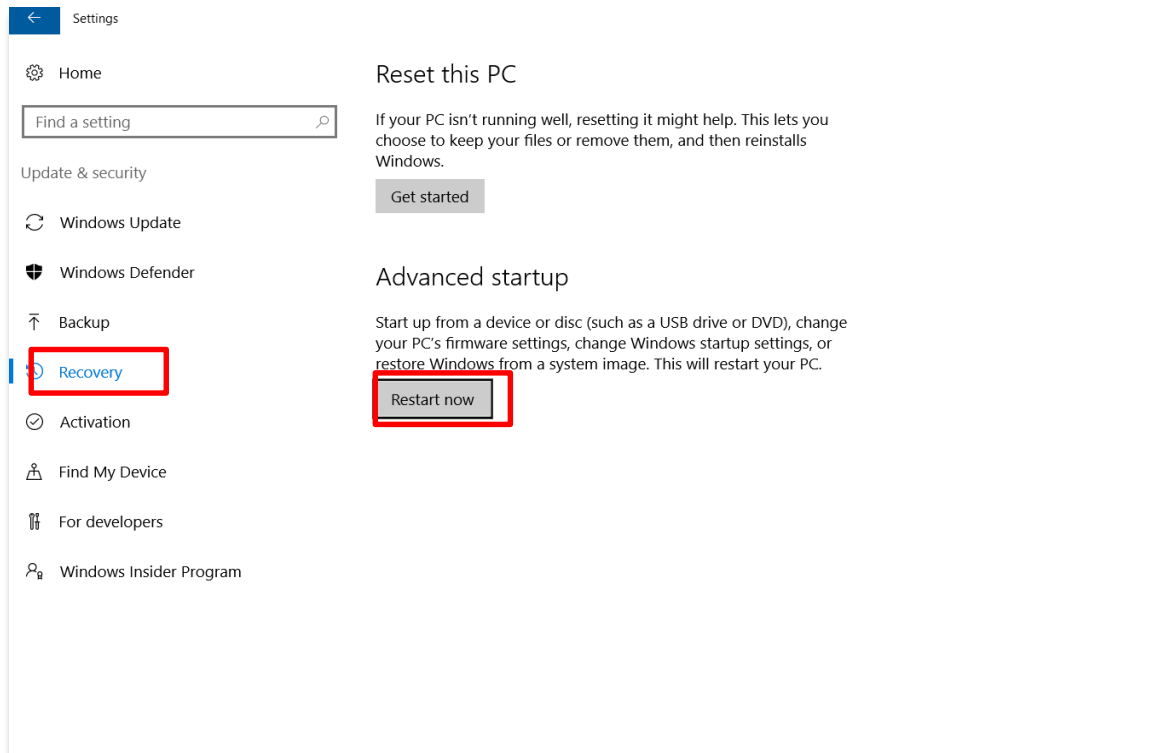 Settings
Home
Find a setting
Update & security
Windows Update
Windows Defender
Backup
Recovery
Activation
Find My Device
For developers
Windows Insider Program
Reset this PC
If your PC isn't running well, resetting it might help. This lets you
choose to keep your files or remove them, and then reinstalls
Windows.
Get started
Advanced startup
Start up from a device or disc (such as a USB drive or DVD), change
your PC's firmware settings, change Windows startup settings, or
restore Windows from a system image. This will restart your PC.
Restart now